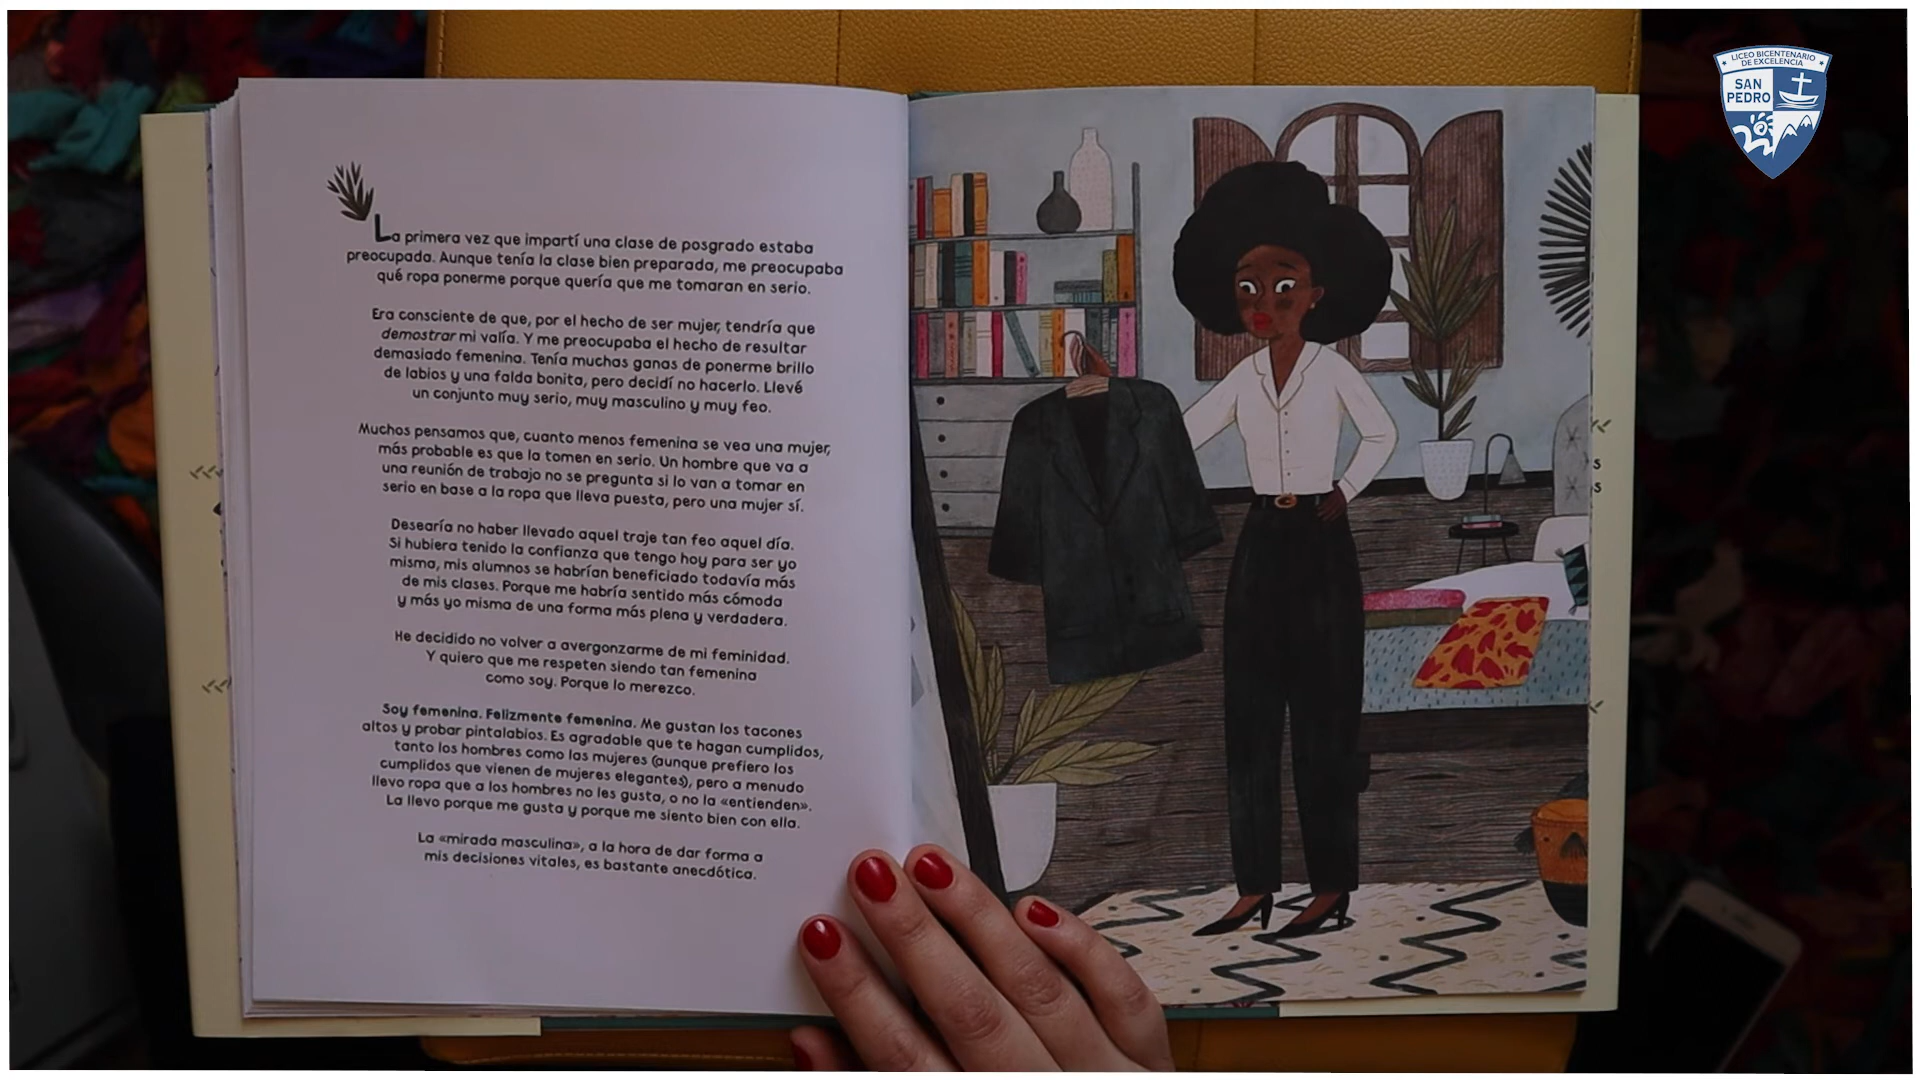 La primera vez que impartí una clase de posgrado estaba
preocupada. Aunque tenía la clase bien preparada, me preocupaba
qué ropa ponerme porque quería que me tomaran en serio.
Era consciente de que, por el hecho de ser mujer, tendría que
demostrar mi valía. Y me preocupaba el hecho de resultar
demasiado femenina. Tenía muchas ganas de ponerme brillo
de labios y una falda bonita, pero decidí no hacerlo. Llevé
un conjunto muy serio, muy masculino y muy feo.
Muchos pensamos que, cuanto menos femenina se vea una mujer,
más probable es que la tomen en serio. Un hombre que va a
una reunión de trabajo no se pregunta si lo van a tomar en
serio en base a la ropa que lleva puesta, pero una mujer sí.
Desearía no haber llevado aquel traje tan feo aquel día.
Si hubiera tenido la confianza que tengo hoy para ser yo
misma, mis alumnos se habrían beneficiado todavía más
de mis clases. Porque me habría sentido más cómoda
y más yo misma de una forma más plena y verdadera.
He decidido no volver a avergonzarme de mi feminidad.
Y quiero que me respeten siendo tan femenina
como soy. Porque lo merezco.
Soy femenina. Felizmente femenina. Me gustan los tacones
altos y probar pintalabios. Es agradable que te hagan cumplidos,
tanto los hombres como las mujeres (aunque prefiero los
cumplidos que vienen de mujeres elegantes), pero a menudo
llevo ropa que a los hombres no les gusta, o no la «entienden».
La llevo porque me gusta y porque me siento bien con ella.
La «mirada masculina», a la hora de dar forma a
mis decisiones vitales, es bastante anecdótica.
LICEO BICENTENARIO
DE EXCELENCIA
SAN
PEDRO